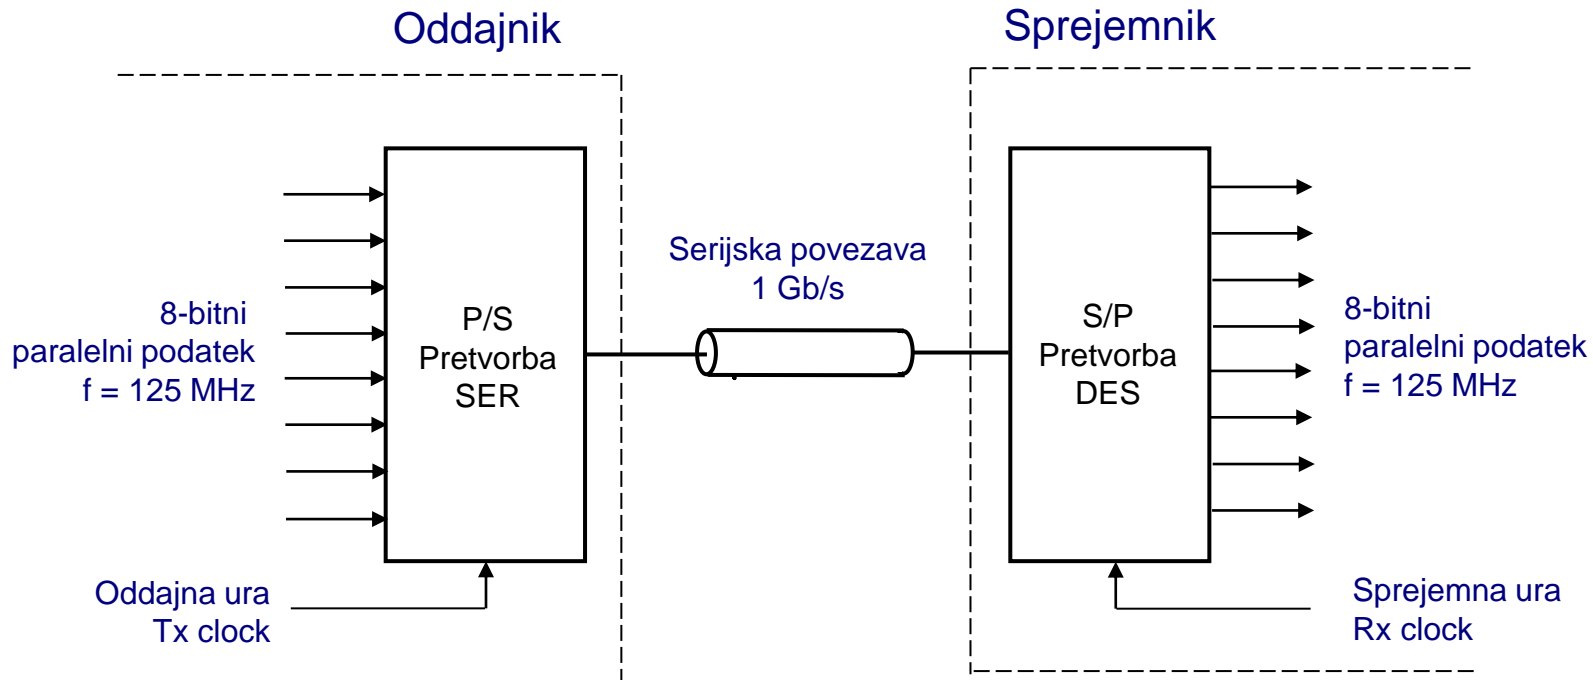 Oddajnik
Sprejemnik
8-bitni
paralelni podatek
f = 125 MHz
P/S
Pretvorba
SER
Serijska povezava
1 Gb/s
S/P
Pretvorba
DES
8-bitni
paralelni podatek
f = 125 MHz
Oddajna ura
Tx clock
Sprejemna ura
Rx clock